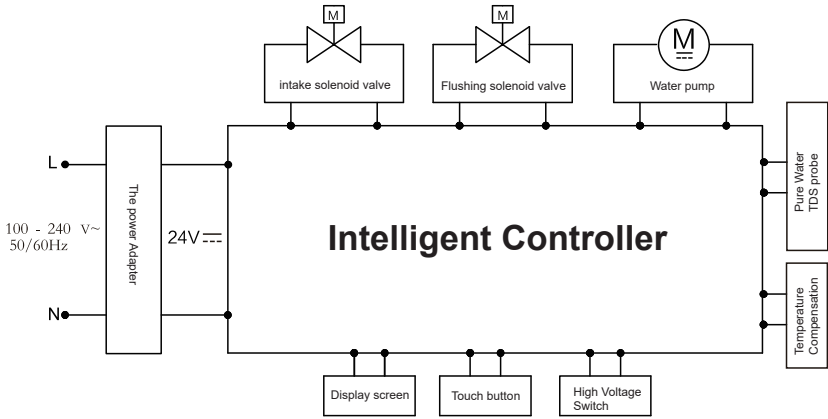 M
M
M
intake solenoid valve
Flushing solenoid valve
Water pump
L
100 - 240 V~
50/60Hz
N
The power Adapter
24V
Intelligent Controller
Pure Water
TDS probe
Temperature
Compensation
Display screen
Touch button
High Voltage
Switch